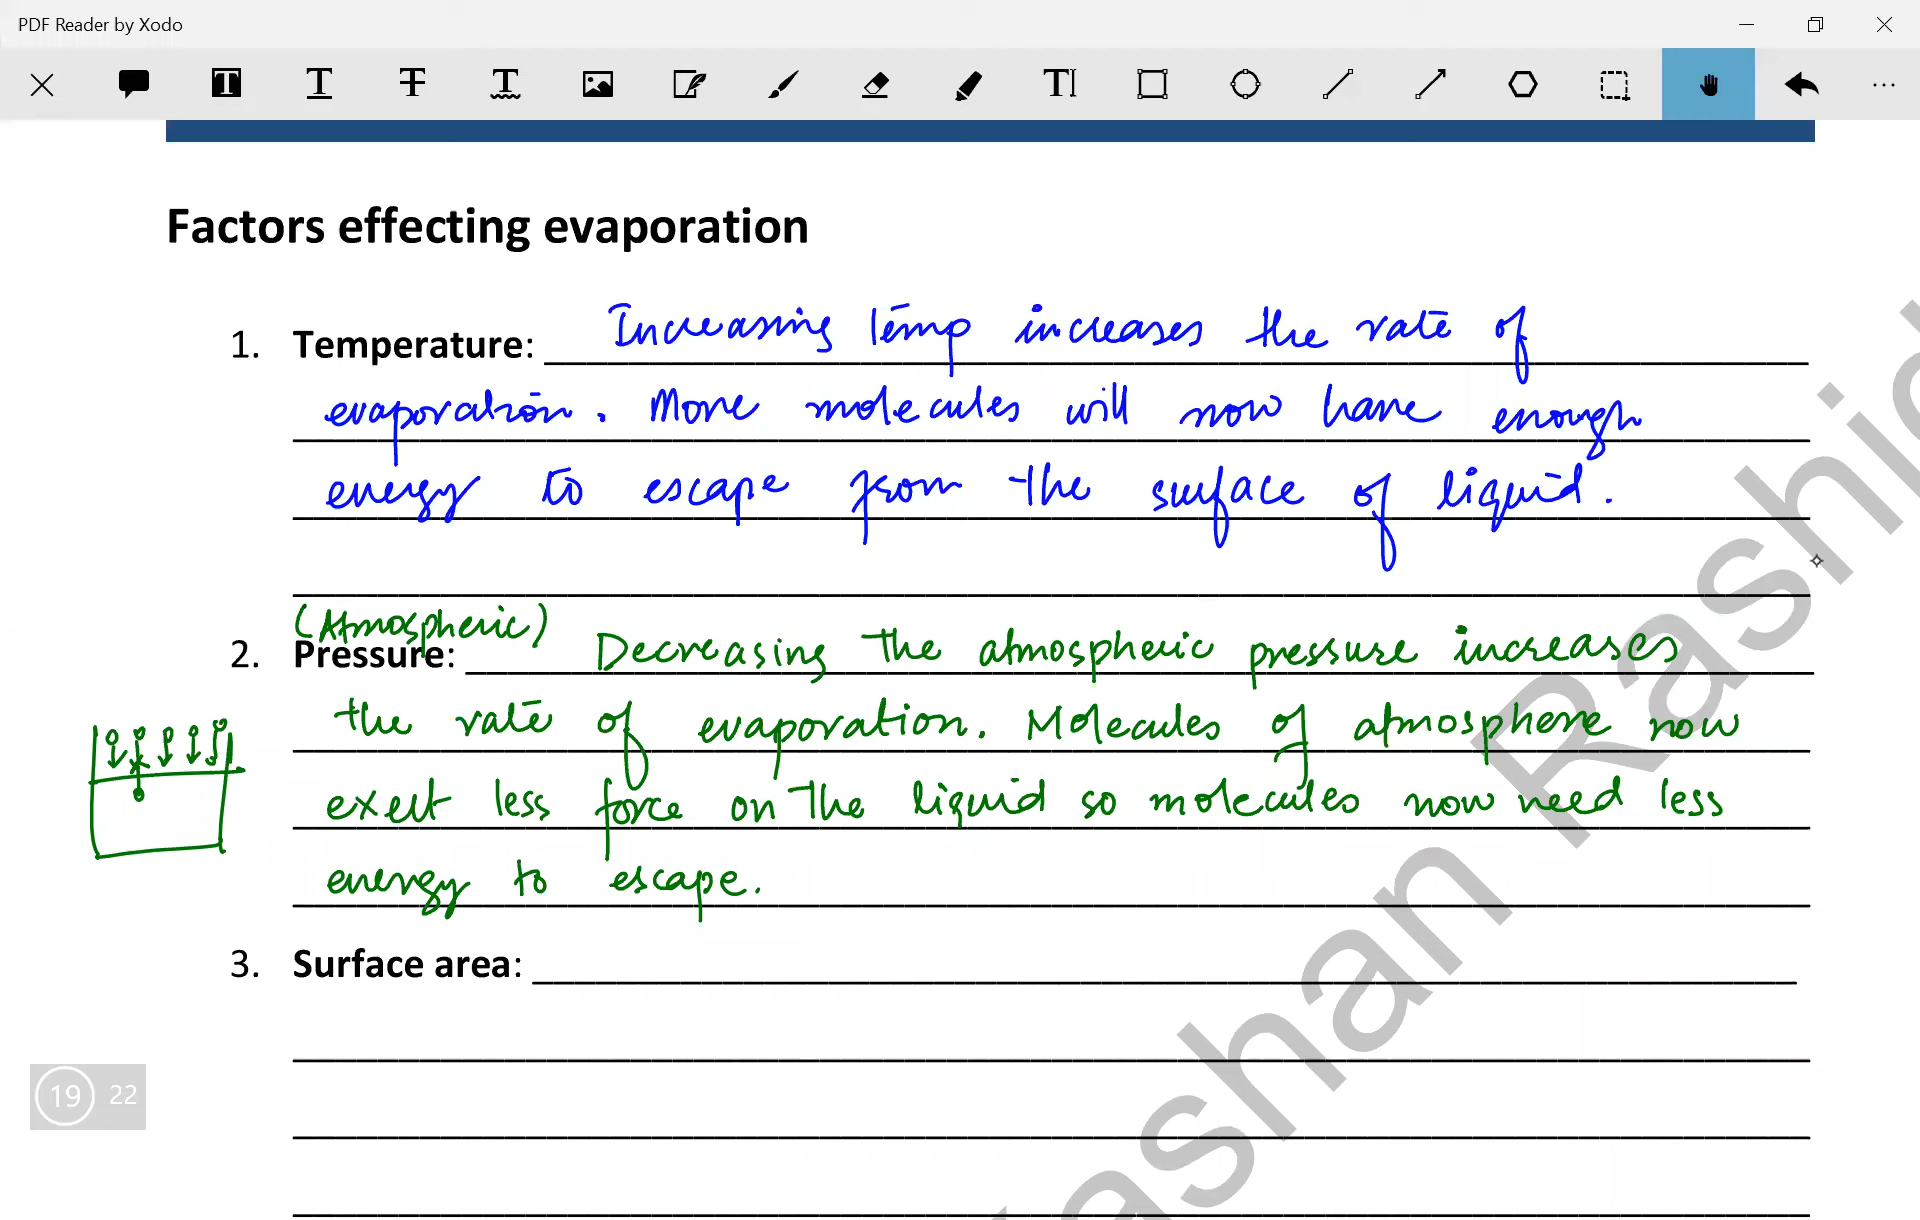 PDF Reader by Xodo
Factors effecting evaporation
1. Temperature: Increasing temp increases the rate of
evaporation. More molecules will now have enough
energy to escape from the surface of liquid.
(Atmospheric)
2. Pressure: Decreasing the atmospheric pressure increases
the rate of evaporation. Molecules of atmosphere now
exert less force on the liquid so molecules now need less
energy to escape.
3. Surface area:
19 22
ashan Rashid